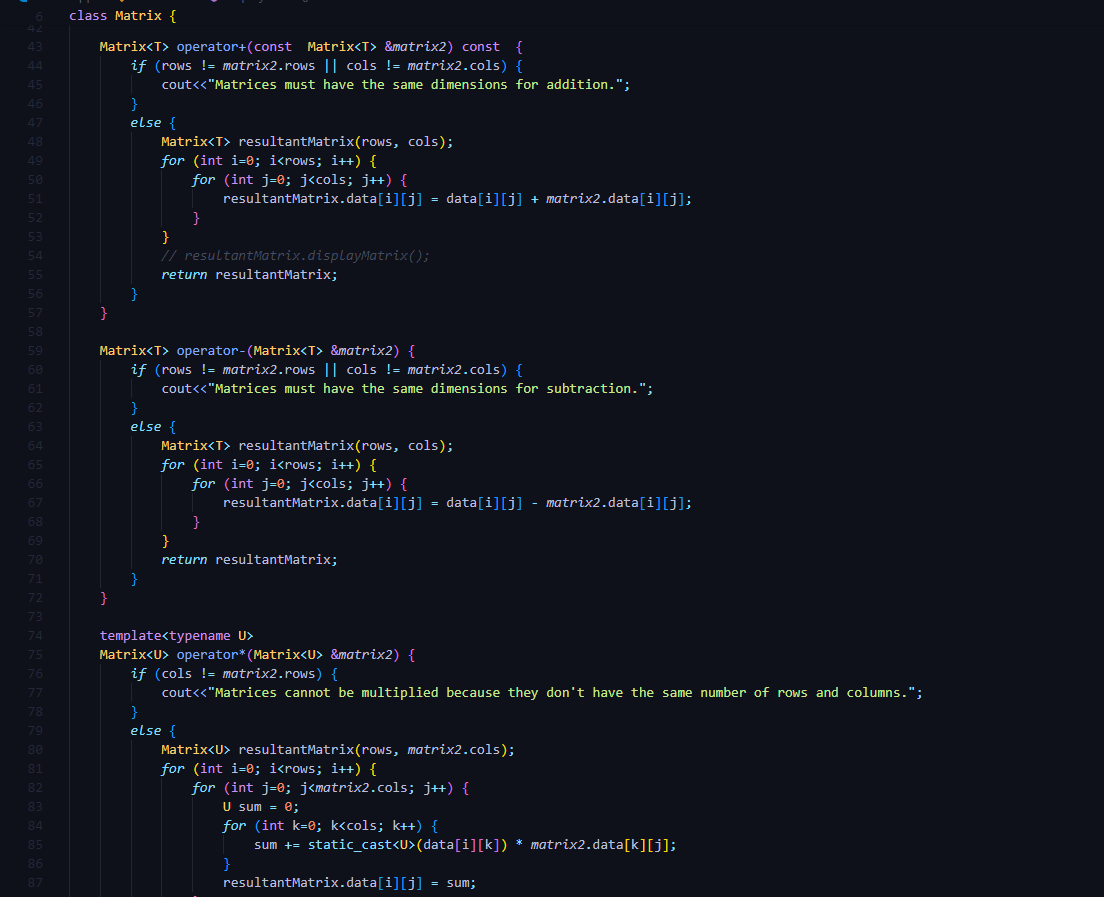 6 class Matrix {
42
43 Matrix<T> operator+(const  Matrix<T> &matrix2) const  {
44 if (rows != matrix2.rows || cols != matrix2.cols) {
45 cout<<"Matrices must have the same dimensions for addition.";
46 }
47 else {
48 Matrix<T> resultantMatrix(rows, cols);
49 for (int i=0; i<rows; i++) {
50 for (int j=0; j<cols; j++) {
51 resultantMatrix.data[i][j] = data[i][j] + matrix2.data[i][j];
52 }
53 }
54 // resultantMatrix.displayMatrix();
55 return resultantMatrix;
56 }
57 }
58
59 Matrix<T> operator-(Matrix<T> &matrix2) {
60 if (rows != matrix2.rows || cols != matrix2.cols) {
61 cout<<"Matrices must have the same dimensions for subtraction.";
62 }
63 else {
64 Matrix<T> resultantMatrix(rows, cols);
65 for (int i=0; i<rows; i++) {
66 for (int j=0; j<cols; j++) {
67 resultantMatrix.data[i][j] = data[i][j] - matrix2.data[i][j];
68 }
69 }
70 return resultantMatrix;
71 }
72 }
73
74 template<typename U>
75 Matrix<U> operator*(Matrix<U> &matrix2) {
76 if (cols != matrix2.rows) {
77 cout<<"Matrices cannot be multiplied because they don't have the same number of rows and columns.";
78 }
79 else {
80 Matrix<U> resultantMatrix(rows, matrix2.cols);
81 for (int i=0; i<rows; i++) {
82 for (int j=0; j<matrix2.cols; j++) {
83 U sum = 0;
84 for (int k=0; k<cols; k++) {
85 sum += static_cast<U>(data[i][k]) * matrix2.data[k][j];
86 }
87 resultantMatrix.data[i][j] = sum;